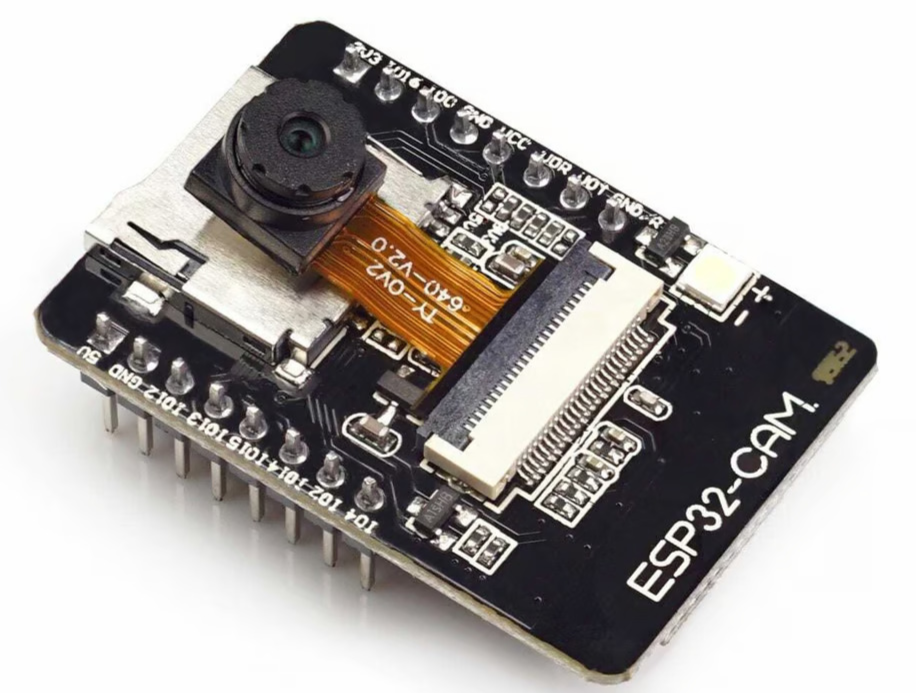 3V3 IO16 IO0 GND VCC UOR UOT GND/R
TY-OV2
640-V2.0
+
-
5V GND IO12 IO13 IO15 IO14 IO2 IO4
ESP32-CAM